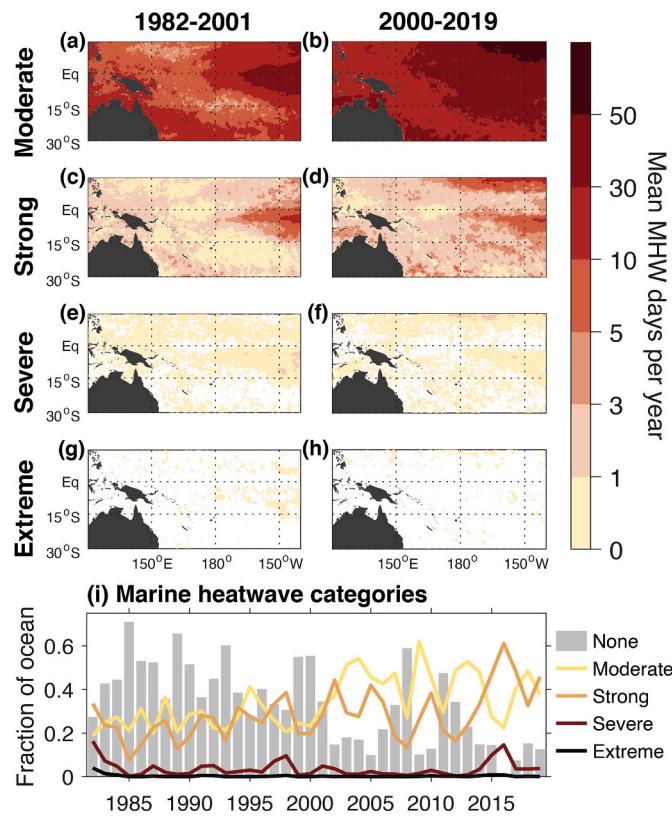 1982-2001 2000-2019
(a) (b)
Moderate
Eq
15°S
30°S
(c) (d)
Strong
Eq
15°S
30°S
(e) (f)
Severe
Eq
15°S
30°S
(g) (h)
Extreme
Eq
15°S
30°S
150°E 180° 150°W 150°E 180° 150°W
50
30
10
5
3
1
0
Mean MHW days per year
(i) Marine heatwave categories
Fraction of ocean
0.6
0.4
0.2
0
1985 1990 1995 2000 2005 2010 2015
None
Moderate
Strong
Severe
Extreme